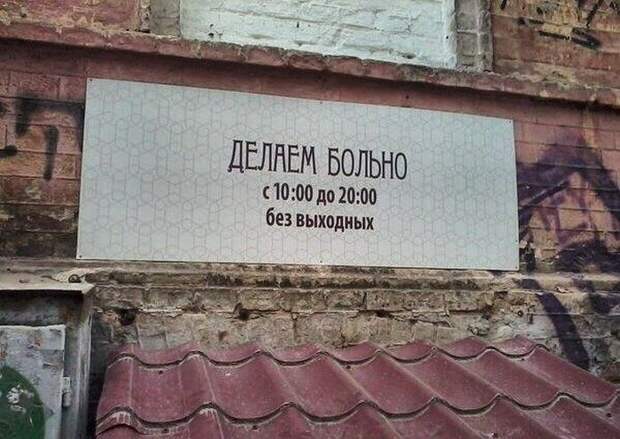 ДЕЛАЕМ БОЛЬНО
с 10:00 до 20:00
без выходных